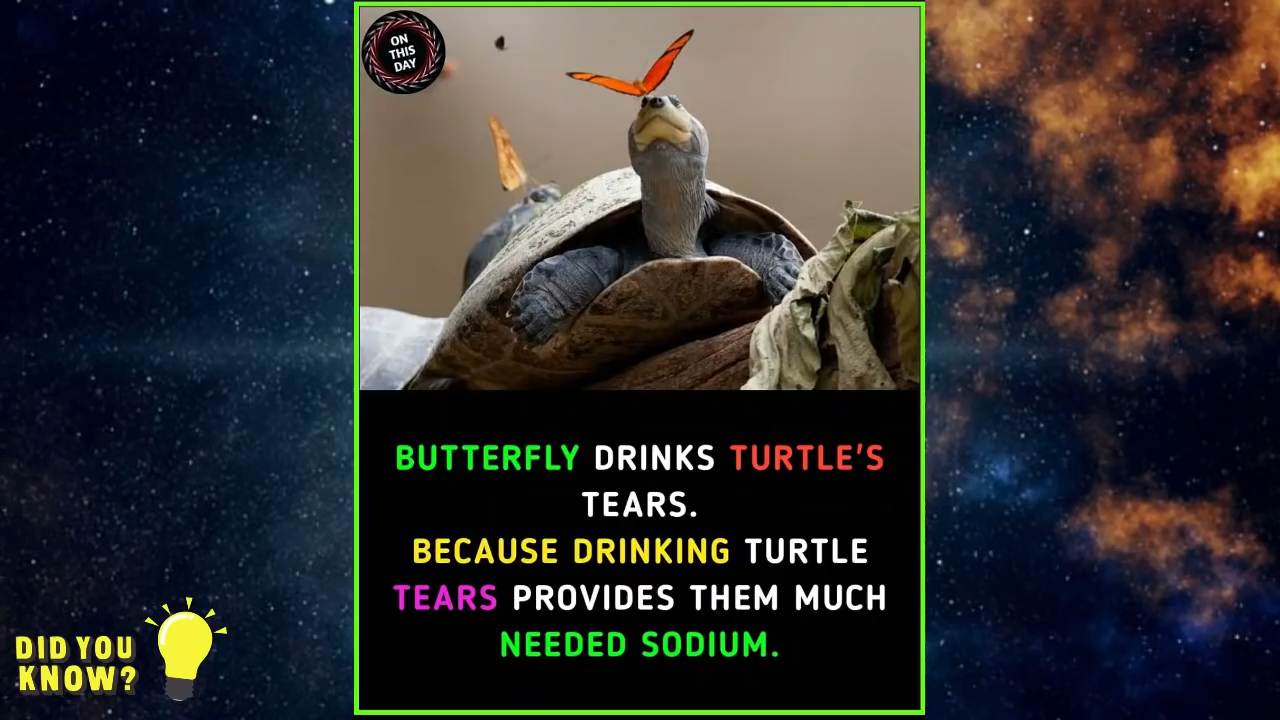 ON
THIS
DAY
BUTTERFLY DRINKS TURTLE'S
TEARS.
BECAUSE DRINKING TURTLE
TEARS PROVIDES THEM MUCH
NEEDED SODIUM.
DID YOU
KNOW?